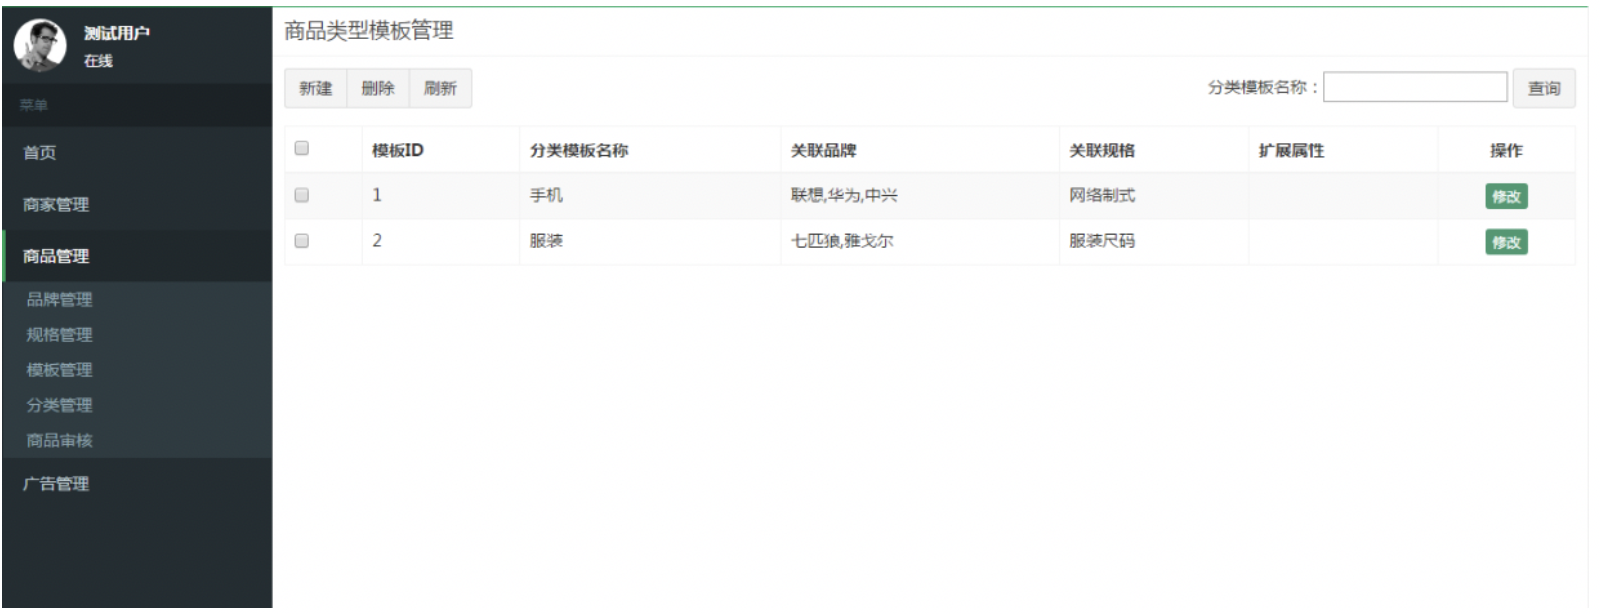 测试用户
在线
菜单
首页
商家管理
商品管理
品牌管理
规格管理
模板管理
分类管理
商品审核
广告管理
商品类型模板管理
新建 删除 刷新 分类模板名称： 查询
模板ID 分类模板名称 关联品牌 关联规格 扩展属性 操作
1 手机 联想,华为,中兴 网络制式 修改
2 服装 七匹狼,雅戈尔 服装尺码 修改